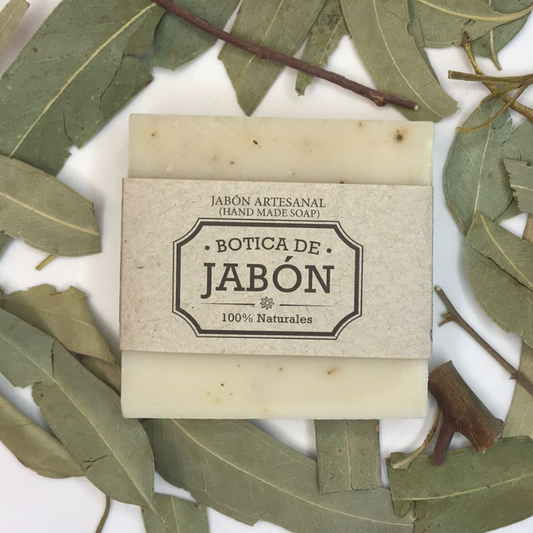 JABÓN ARTESANAL
(HAND MADE SOAP)
· BOTICA DE ·
JABÓN
100% Naturales